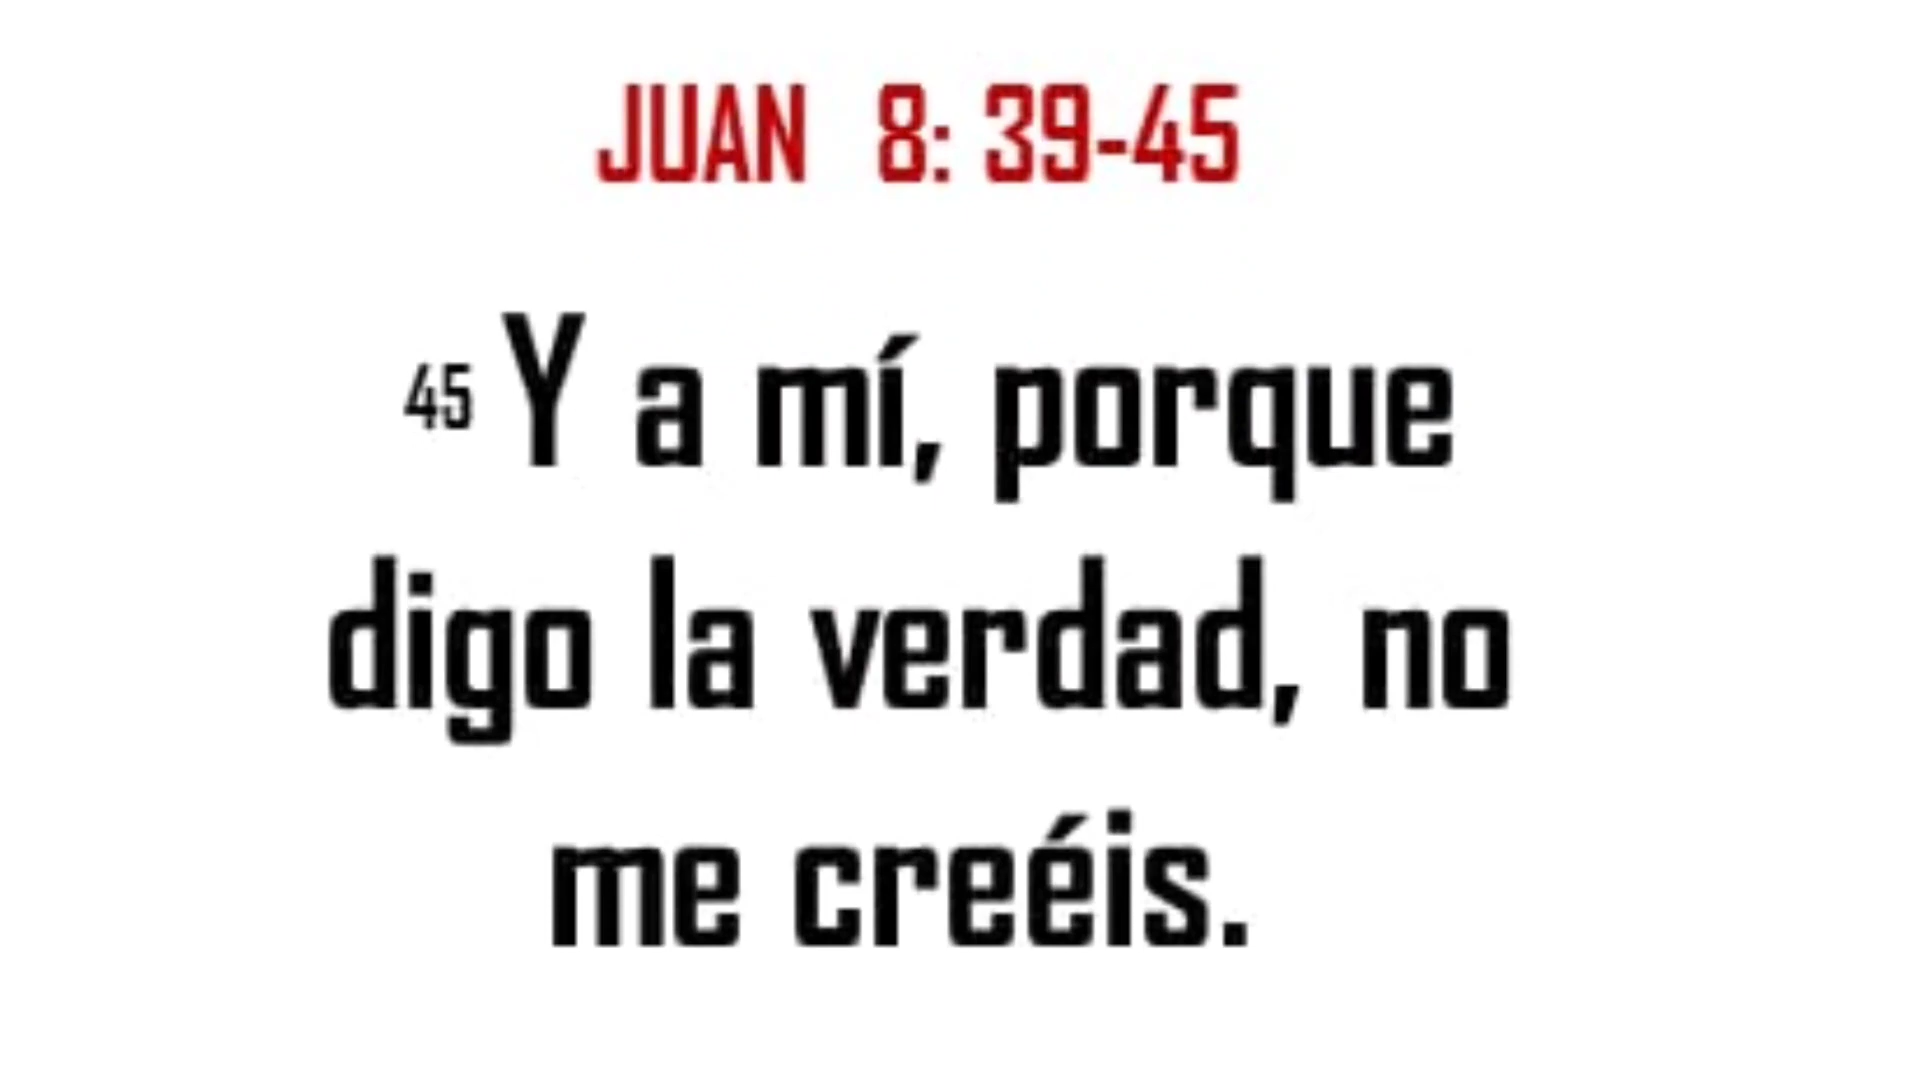 JUAN 8: 39-45
45 Y a mí, porque
digo la verdad, no
me creéis.